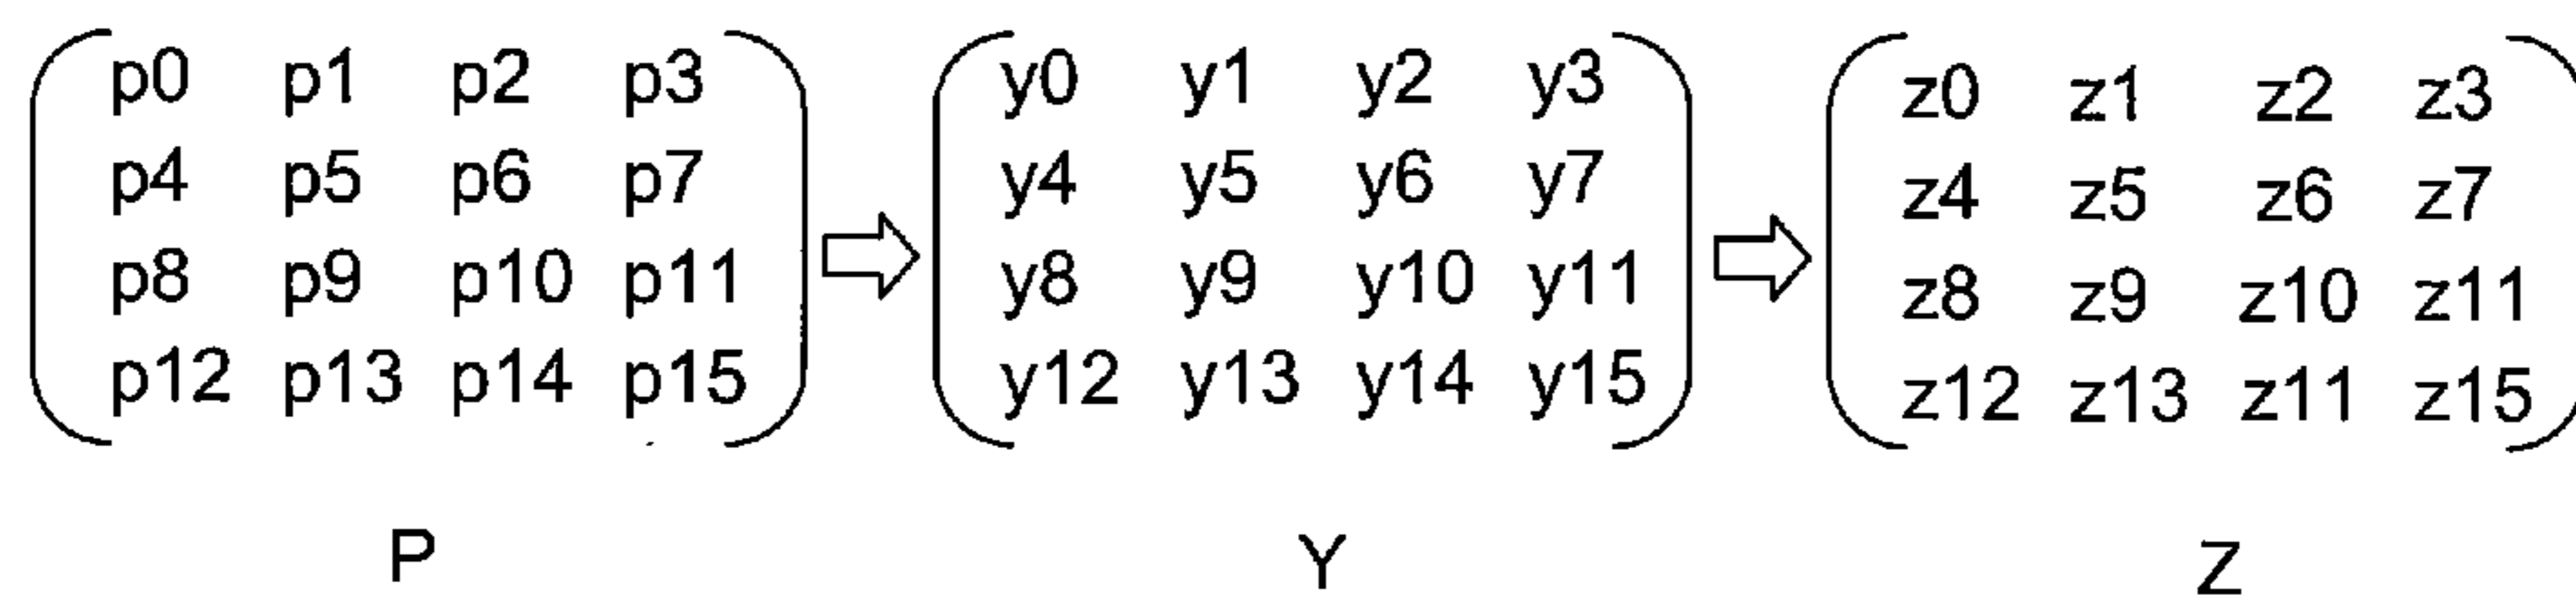 p0 p1 p2 p3 y0 y1 y2 y3 z0 z1 z2 z3
p4 p5 p6 p7 y4 y5 y6 y7 z4 z5 z6 z7
p8 p9 p10 p11 y8 y9 y10 y11 z8 z9 z10 z11
p12 p13 p14 p15 y12 y13 y14 y15 z12 z13 z11 z15
P Y Z